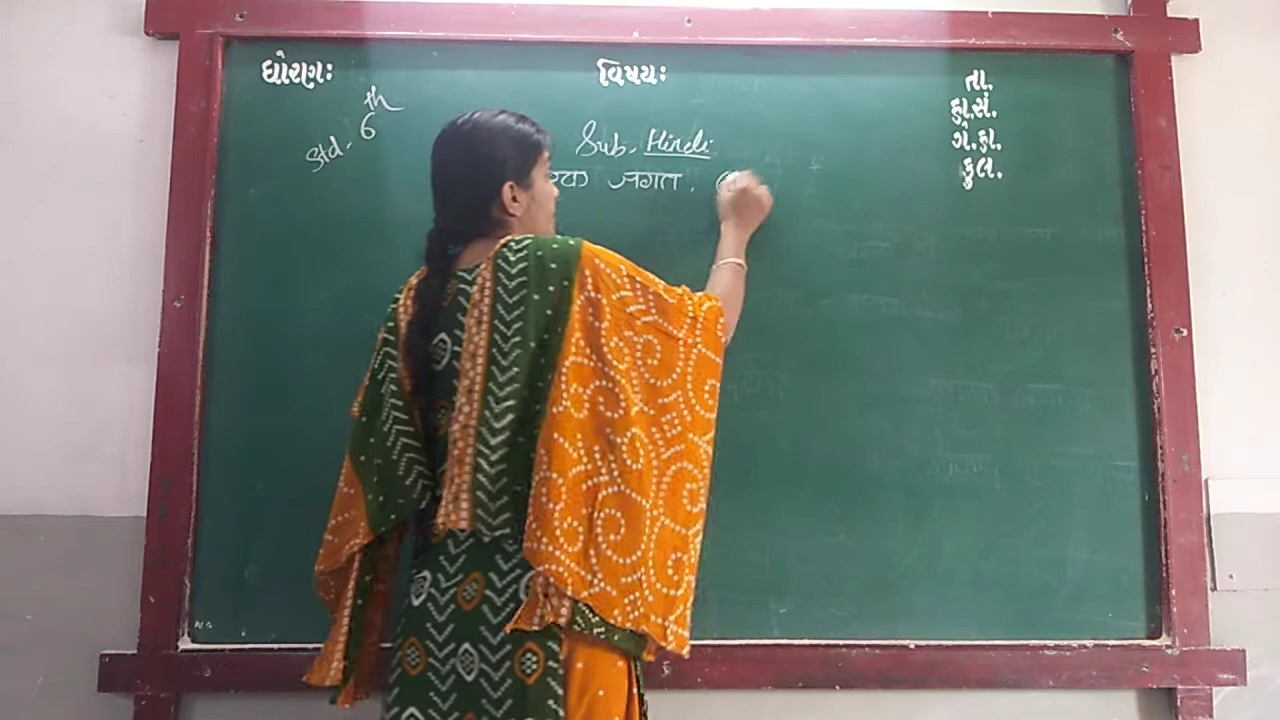 ધોરણઃ
વિષયઃ
તા.
હા.સં.
ગે.હા.
કુલ.
Std- 6th
Sub- Hindi
जगत.
N.G